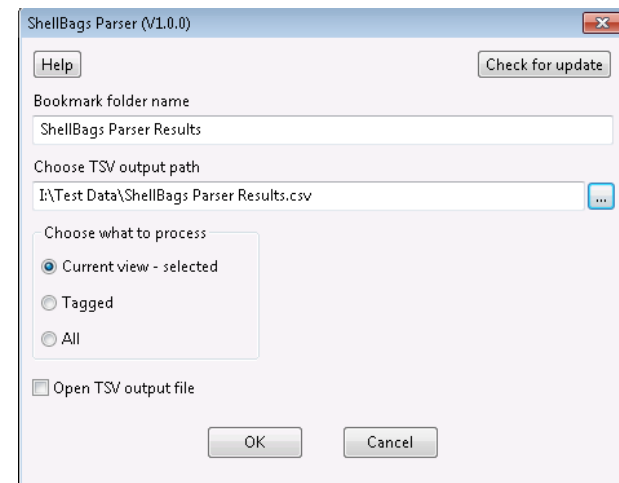 ShellBags Parser (V1.0.0)
Help
Check for update
Bookmark folder name
ShellBags Parser Results
Choose TSV output path
I:\Test Data\ShellBags Parser Results.csv
...
Choose what to process
Current view - selected
Tagged
All
Open TSV output file
OK
Cancel